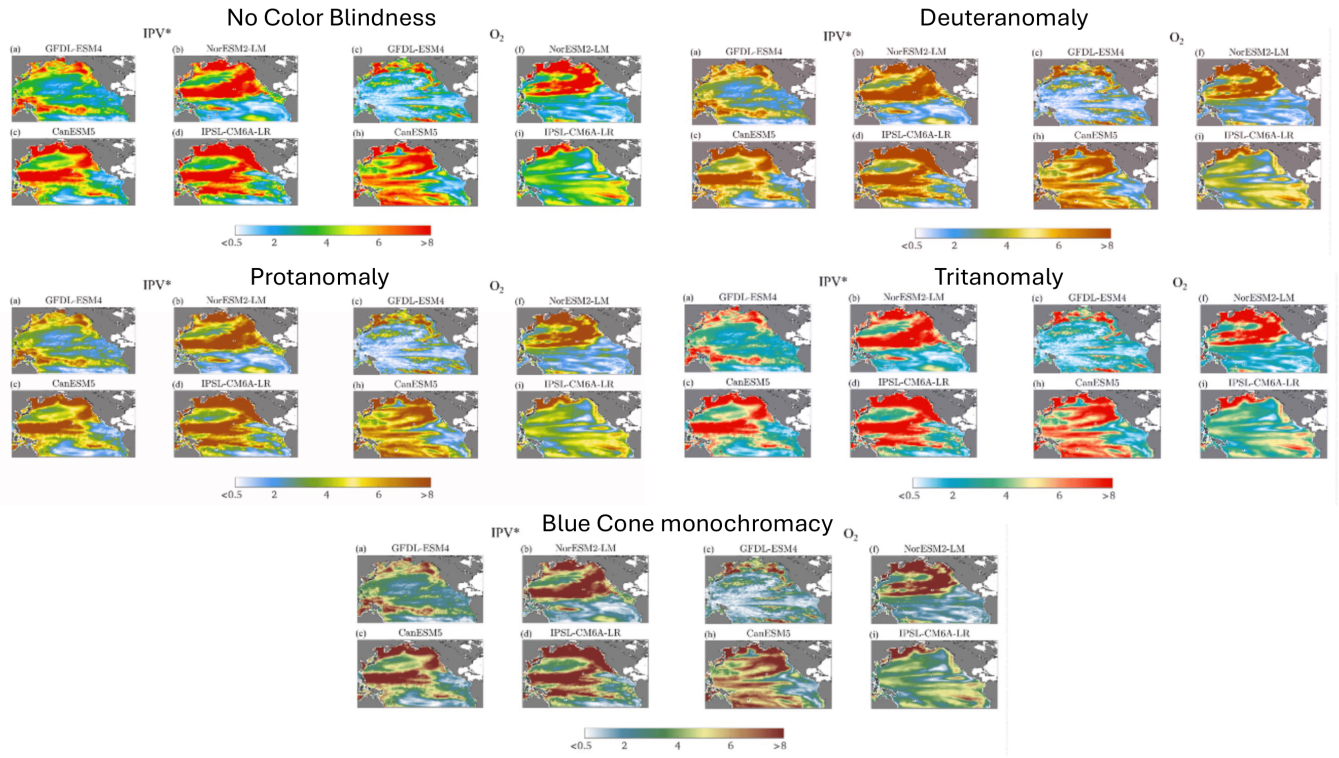 No Color Blindness
IPV*
O2
(a) GFDL-ESM4
(b) NorESM2-LM
(e) GFDL-ESM4
(f) NorESM2-LM
(c) CanESM5
(d) IPSL-CM6A-LR
(h) CanESM5
(i) IPSL-CM6A-LR
<0.5 2 4 6 >8
Deuteranomaly
IPV*
O2
(a) GFDL-ESM4
(b) NorESM2-LM
(e) GFDL-ESM4
(f) NorESM2-LM
(c) CanESM5
(d) IPSL-CM6A-LR
(h) CanESM5
(i) IPSL-CM6A-LR
<0.5 2 4 6 >8
Protanomaly
IPV*
O2
(a) GFDL-ESM4
(b) NorESM2-LM
(e) GFDL-ESM4
(f) NorESM2-LM
(c) CanESM5
(d) IPSL-CM6A-LR
(h) CanESM5
(i) IPSL-CM6A-LR
<0.5 2 4 6 >8
Tritanomaly
IPV*
O2
(a) GFDL-ESM4
(b) NorESM2-LM
(e) GFDL-ESM4
(f) NorESM2-LM
(c) CanESM5
(d) IPSL-CM6A-LR
(h) CanESM5
(i) IPSL-CM6A-LR
<0.5 2 4 6 >8
Blue Cone monochromacy
IPV*
O2
(a) GFDL-ESM4
(b) NorESM2-LM
(e) GFDL-ESM4
(f) NorESM2-LM
(c) CanESM5
(d) IPSL-CM6A-LR
(h) CanESM5
(i) IPSL-CM6A-LR
<0.5 2 4 6 >8